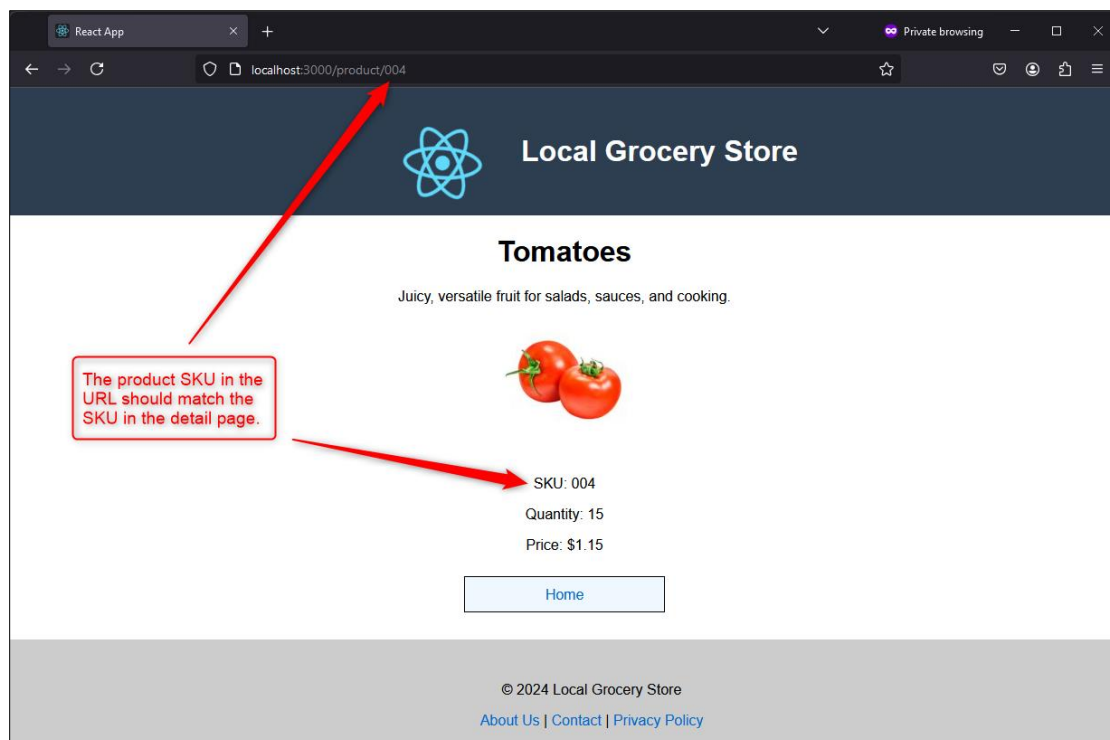 React App
Private browsing
localhost:3000/product/004
Local Grocery Store
Tomatoes
Juicy, versatile fruit for salads, sauces, and cooking.
The product SKU in the
URL should match the
SKU in the detail page.
SKU: 004
Quantity: 15
Price: $1.15
Home
© 2024 Local Grocery Store
About Us | Contact | Privacy Policy